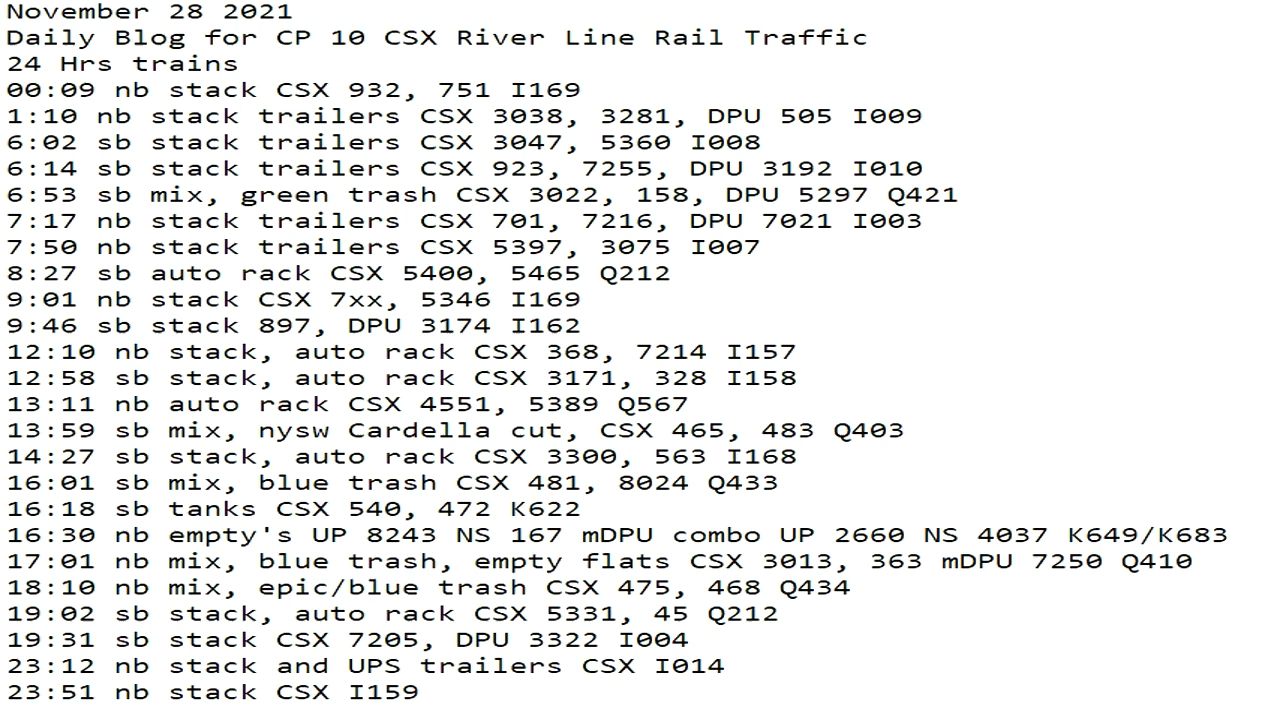 November 28 2021
Daily Blog for CP 10 CSX River Line Rail Traffic
24 Hrs trains
00:09 nb stack CSX 932, 751 I169
1:10 nb stack trailers CSX 3038, 3281, DPU 505 I009
6:02 sb stack trailers CSX 3047, 5360 I008
6:14 sb stack trailers CSX 923, 7255, DPU 3192 I010
6:53 sb mix, green trash CSX 3022, 158, DPU 5297 Q421
7:17 nb stack trailers CSX 701, 7216, DPU 7021 I003
7:50 nb stack trailers CSX 5397, 3075 I007
8:27 sb auto rack CSX 5400, 5465 Q212
9:01 nb stack CSX 7xx, 5346 I169
9:46 sb stack 897, DPU 3174 I162
12:10 nb stack, auto rack CSX 368, 7214 I157
12:58 sb stack, auto rack CSX 3171, 328 I158
13:11 nb auto rack CSX 4551, 5389 Q567
13:59 sb mix, nysw Cardella cut, CSX 465, 483 Q403
14:27 sb stack, auto rack CSX 3300, 563 I168
16:01 sb mix, blue trash CSX 481, 8024 Q433
16:18 sb tanks CSX 540, 472 K622
16:30 nb empty's UP 8243 NS 167 mDPU combo UP 2660 NS 4037 K649/K683
17:01 nb mix, blue trash, empty flats CSX 3013, 363 mDPU 7250 Q410
18:10 nb mix, epic/blue trash CSX 475, 468 Q434
19:02 sb stack, auto rack CSX 5331, 45 Q212
19:31 sb stack CSX 7205, DPU 3322 I004
23:12 nb stack and UPS trailers CSX I014
23:51 nb stack CSX I159